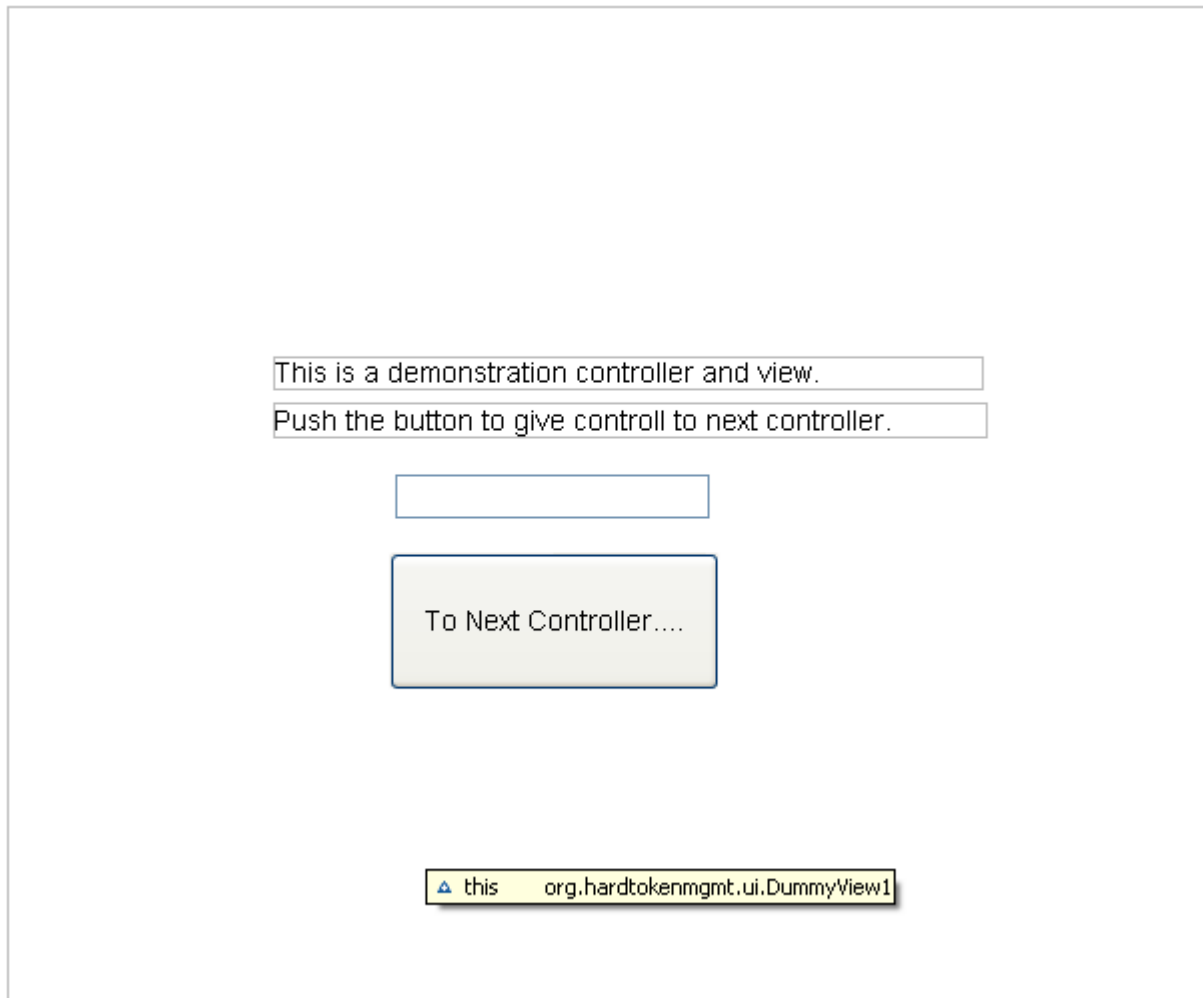 This is a demonstration controller and view.
Push the button to give controll to next controller.
To Next Controller....
this org.hardtokenmgmt.ui.DummyView1